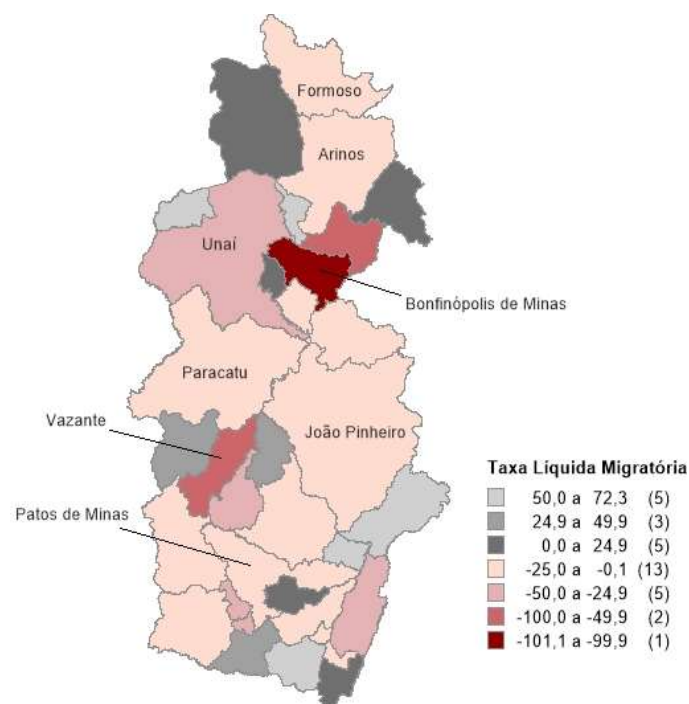 Formoso
Arinos
Unaí
Bonfinópolis de Minas
Paracatu
Vazante
João Pinheiro
Patos de Minas
Taxa Líquida Migratória
50,0 a 72,3 (5)
24,9 a 49,9 (3)
0,0 a 24,9 (5)
-25,0 a -0,1 (13)
-50,0 a -24,9 (5)
-100,0 a -49,9 (2)
-101,1 a -99,9 (1)